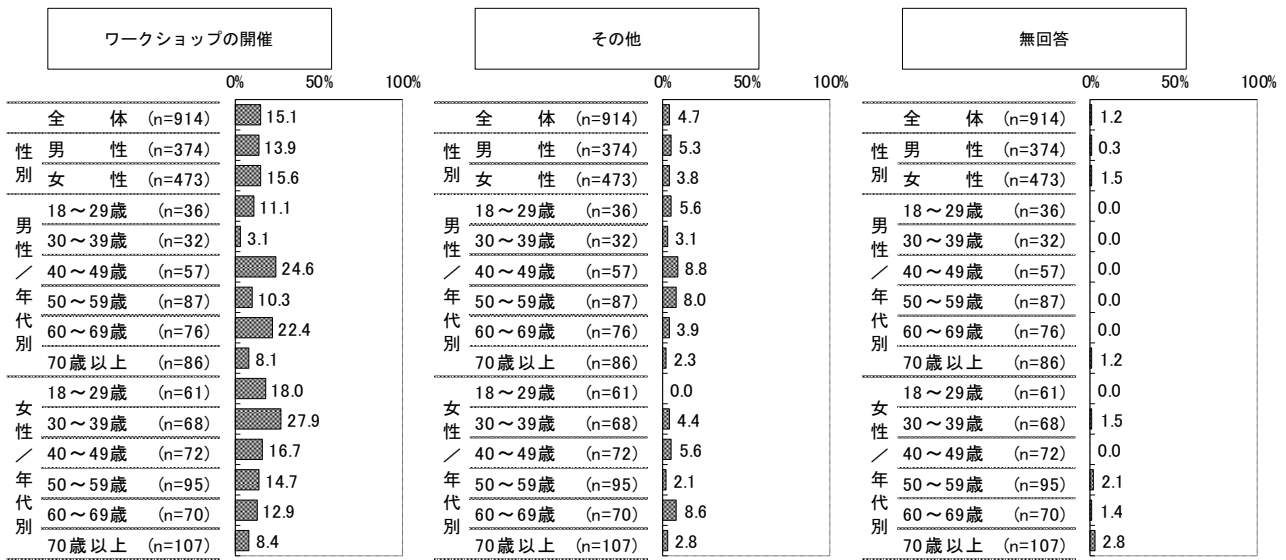 ワークショップの開催
0% 50% 100%
全体 (n=914) 15.1
性別
男性 (n=374) 13.9
女性 (n=473) 15.6
男性/年代別
18~29歳 (n=36) 11.1
30~39歳 (n=32) 3.1
40~49歳 (n=57) 24.6
50~59歳 (n=87) 10.3
60~69歳 (n=76) 22.4
70歳以上 (n=86) 8.1
女性/年代別
18~29歳 (n=61) 18.0
30~39歳 (n=68) 27.9
40~49歳 (n=72) 16.7
50~59歳 (n=95) 14.7
60~69歳 (n=70) 12.9
70歳以上 (n=107) 8.4
その他
0% 50% 100%
全体 (n=914) 4.7
性別
男性 (n=374) 5.3
女性 (n=473) 3.8
男性/年代別
18~29歳 (n=36) 5.6
30~39歳 (n=32) 3.1
40~49歳 (n=57) 8.8
50~59歳 (n=87) 8.0
60~69歳 (n=76) 3.9
70歳以上 (n=86) 2.3
女性/年代別
18~29歳 (n=61) 0.0
30~39歳 (n=68) 4.4
40~49歳 (n=72) 5.6
50~59歳 (n=95) 2.1
60~69歳 (n=70) 8.6
70歳以上 (n=107) 2.8
無回答
0% 50% 100%
全体 (n=914) 1.2
性別
男性 (n=374) 0.3
女性 (n=473) 1.5
男性/年代別
18~29歳 (n=36) 0.0
30~39歳 (n=32) 0.0
40~49歳 (n=57) 0.0
50~59歳 (n=87) 0.0
60~69歳 (n=76) 0.0
70歳以上 (n=86) 1.2
女性/年代別
18~29歳 (n=61) 0.0
30~39歳 (n=68) 1.5
40~49歳 (n=72) 0.0
50~59歳 (n=95) 2.1
60~69歳 (n=70) 1.4
70歳以上 (n=107) 2.8